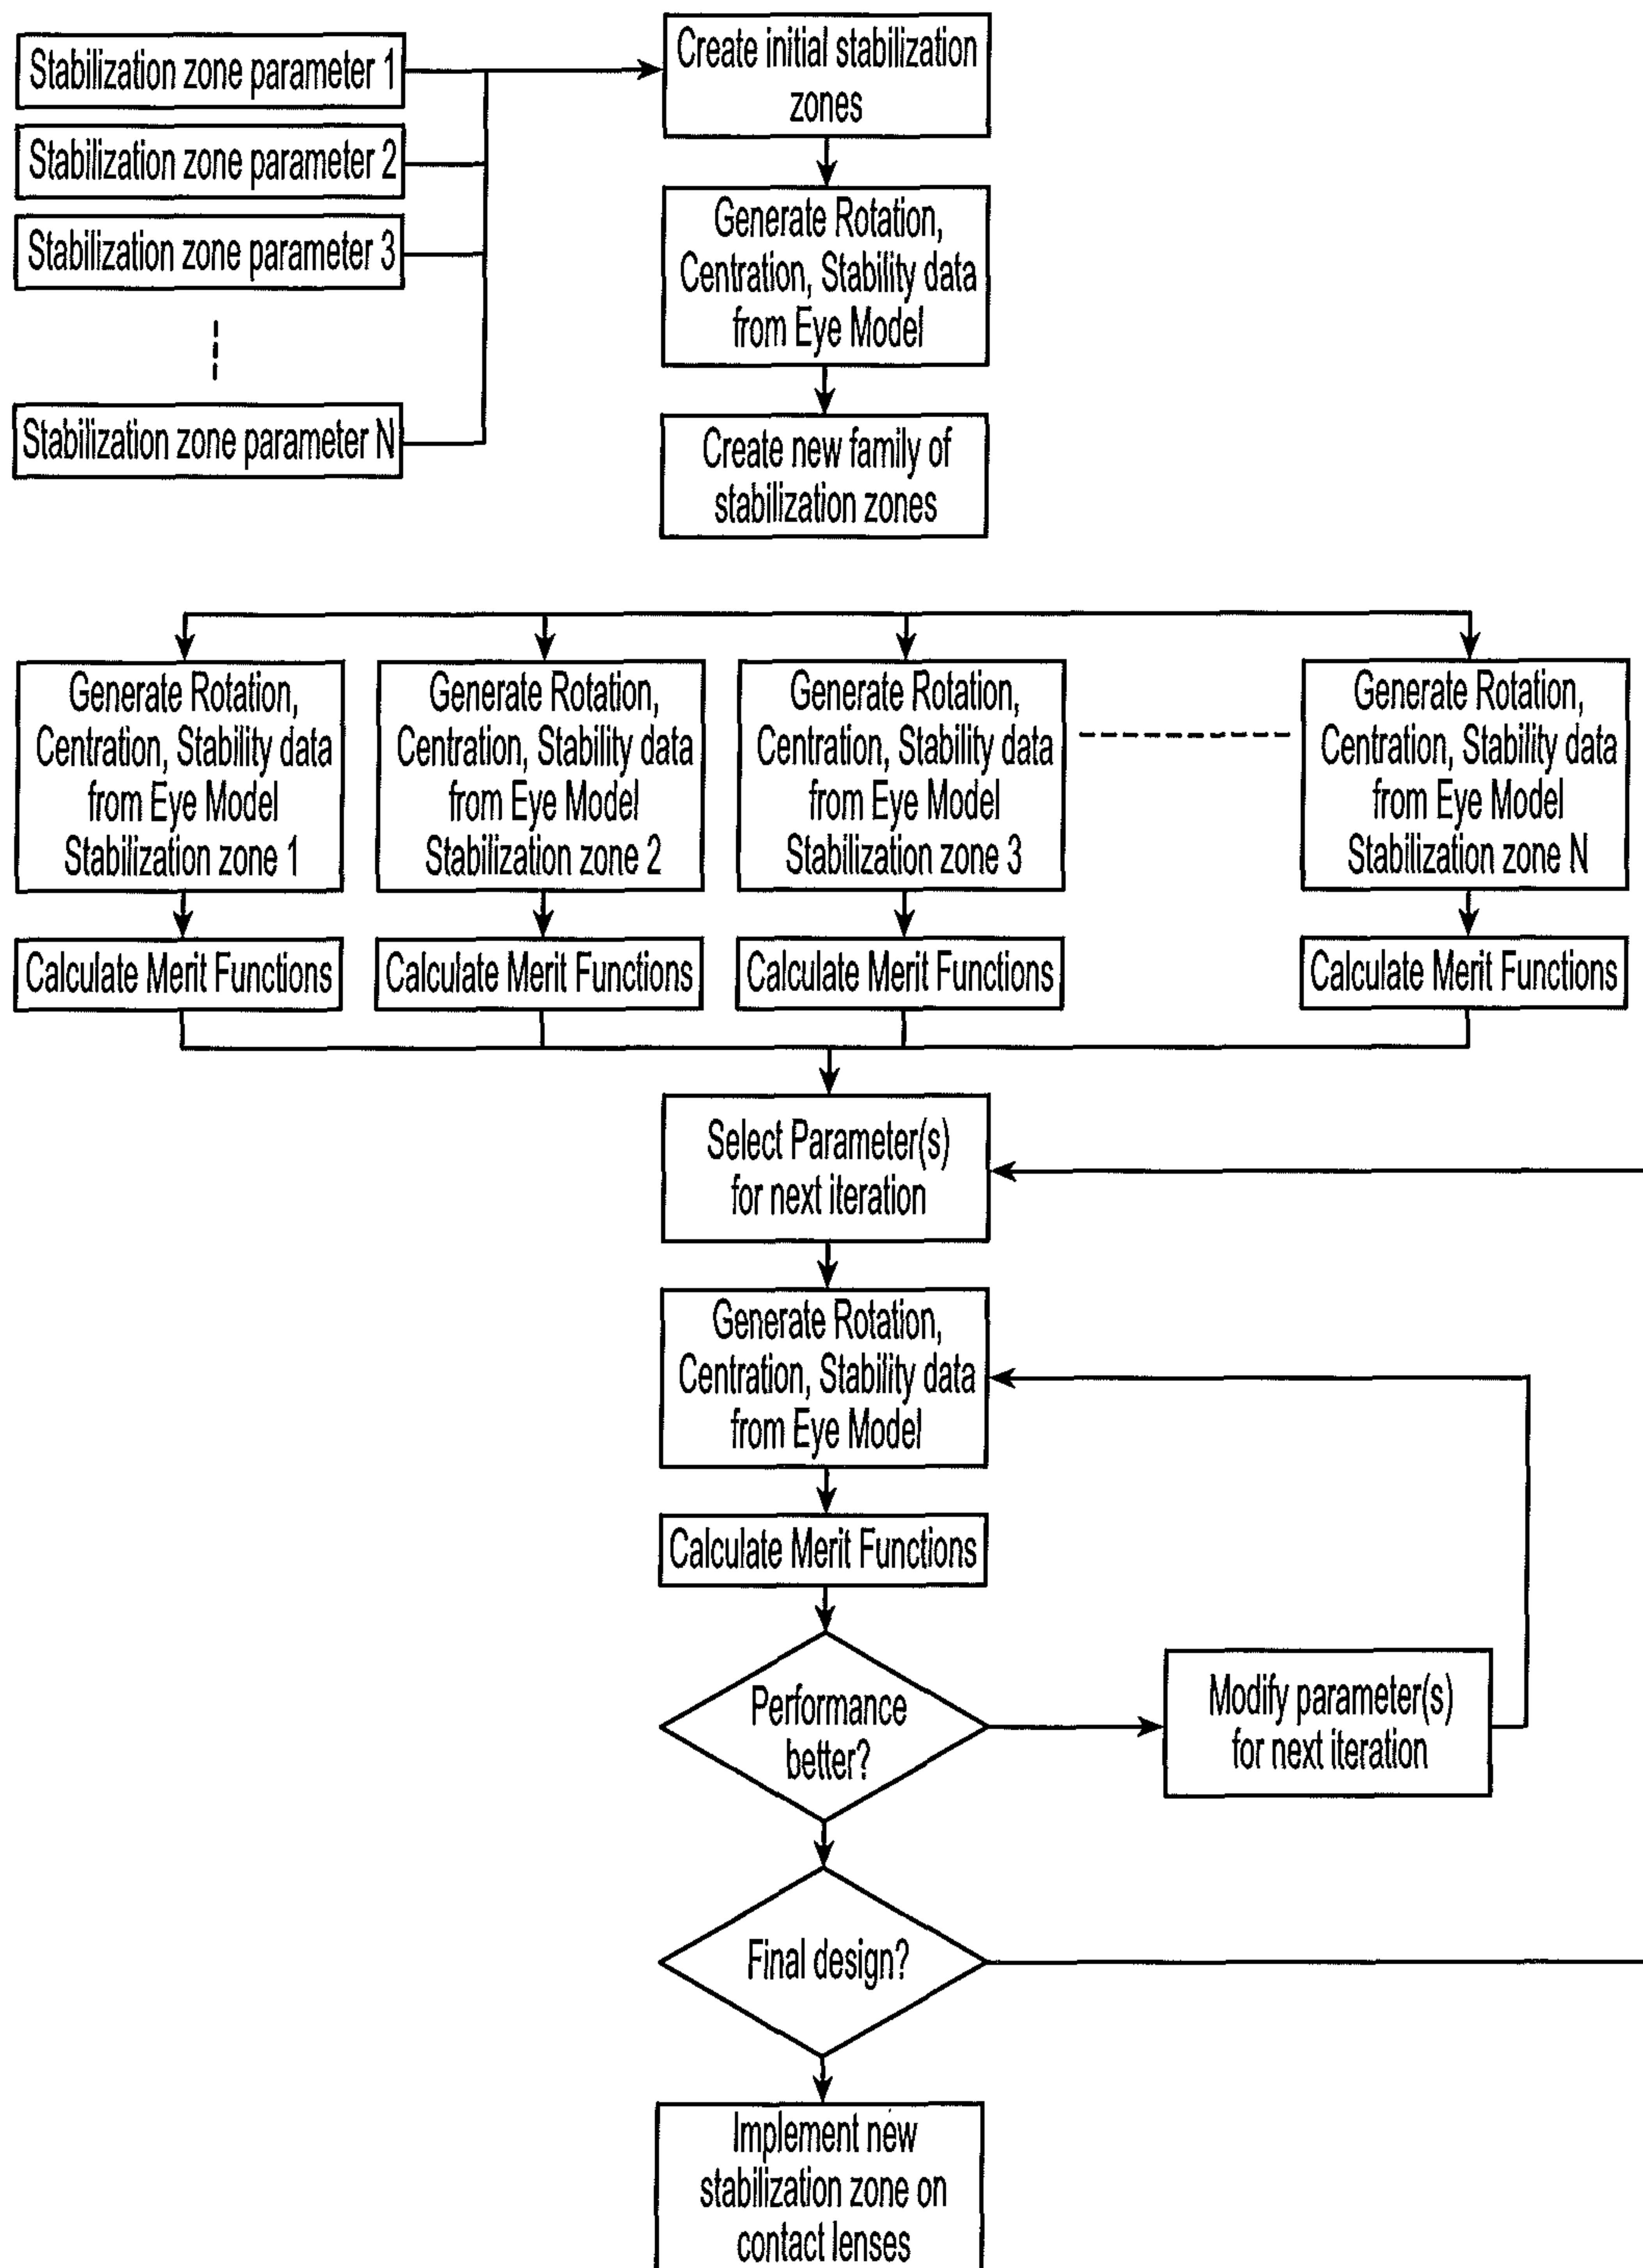 Stabilization zone parameter 1
Stabilization zone parameter 2
Stabilization zone parameter 3
Stabilization zone parameter N
Create initial stabilization
zones
Generate Rotation,
Centration, Stability data
from Eye Model
Create new family of
stabilization zones
Generate Rotation,
Centration, Stability data
from Eye Model
Stabilization zone 1
Generate Rotation,
Centration, Stability data
from Eye Model
Stabilization zone 2
Generate Rotation,
Centration, Stability data
from Eye Model
Stabilization zone 3
Generate Rotation,
Centration, Stability data
from Eye Model
Stabilization zone N
Calculate Merit Functions
Calculate Merit Functions
Calculate Merit Functions
Calculate Merit Functions
Select Parameter(s)
for next iteration
Generate Rotation,
Centration, Stability data
from Eye Model
Calculate Merit Functions
Performance
better?
Modify parameter(s)
for next iteration
Final design?
Implement new
stabilization zone on
contact lenses